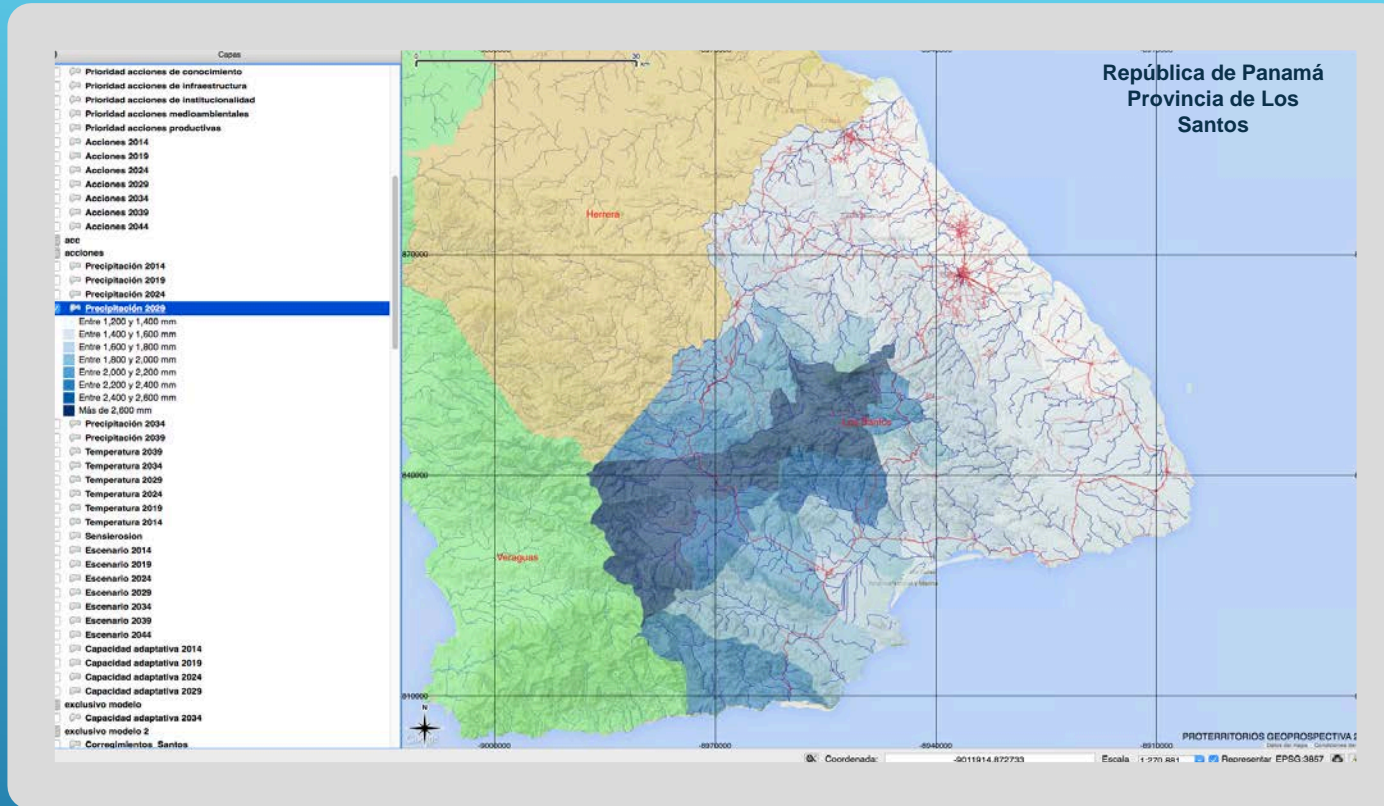 Capas
Prioridad acciones de conocimiento
Prioridad acciones de infraestructura
Prioridad acciones de institucionalidad
Prioridad acciones medioambientales
Prioridad acciones productivas
Acciones 2014
Acciones 2019
Acciones 2024
Acciones 2029
Acciones 2034
Acciones 2039
Acciones 2044
acc
acciones
Precipitación 2014
Precipitación 2019
Precipitación 2024
Precipitación 2029
Entre 1,200 y 1,400 mm
Entre 1,400 y 1,600 mm
Entre 1,600 y 1,800 mm
Entre 1,800 y 2,000 mm
Entre 2,000 y 2,200 mm
Entre 2,200 y 2,400 mm
Entre 2,400 y 2,600 mm
Más de 2,600 mm
Precipitación 2034
Precipitación 2039
Temperatura 2039
Temperatura 2034
Temperatura 2029
Temperatura 2024
Temperatura 2019
Temperatura 2014
Sensierosion
Escenario 2014
Escenario 2019
Escenario 2024
Escenario 2029
Escenario 2034
Escenario 2039
Escenario 2044
Capacidad adaptativa 2014
Capacidad adaptativa 2019
Capacidad adaptativa 2024
Capacidad adaptativa 2029
exclusivo modelo
Capacidad adaptativa 2034
exclusivo modelo 2
Corregimientos_Santos
0 30
km
República de Panamá
Provincia de Los
Santos
Herrera
870000
Los Santos
840000
Veraguas
810000
N
-9000000 -8970000 -8940000 -8910000
PROTERRITORIOS GEOPROSPECTIVA
Coordenada: -9011914,872733 Escala 1:270.881 Representar EPSG:3857